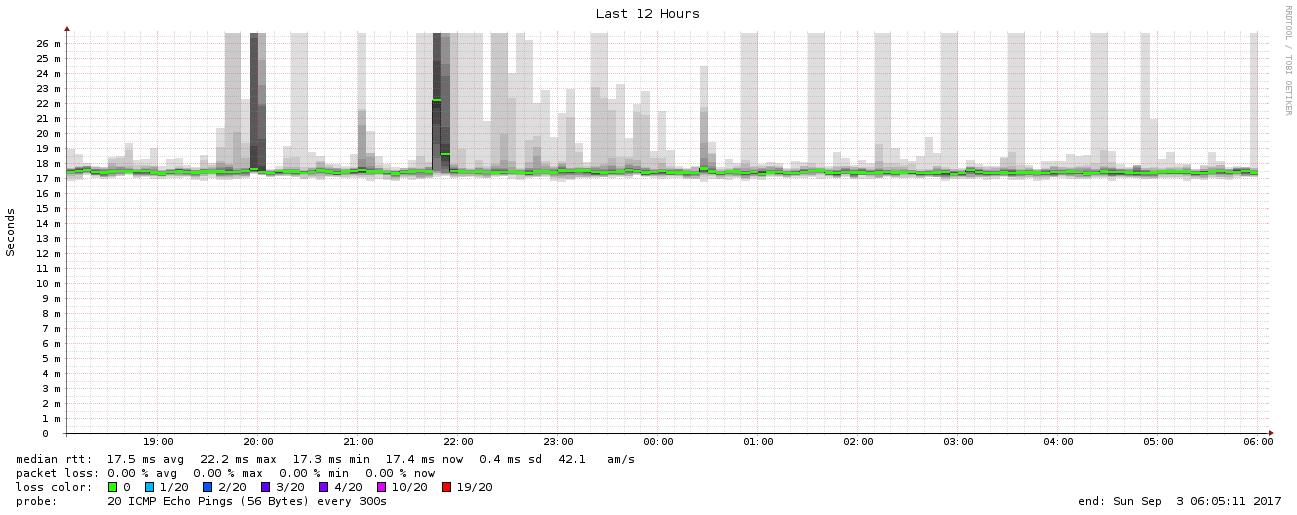 Last 12 Hours
RRDTOOL / TOBI OETIKER
Seconds
26 m
25 m
24 m
23 m
22 m
21 m
20 m
19 m
18 m
17 m
16 m
15 m
14 m
13 m
12 m
11 m
10 m
9 m
8 m
7 m
6 m
5 m
4 m
3 m
2 m
1 m
0
19:00 20:00 21:00 22:00 23:00 00:00 01:00 02:00 03:00 04:00 05:00 06:00
median rtt: 17.5 ms avg 22.2 ms max 17.3 ms min 17.4 ms now 0.4 ms sd 42.1 am/s
packet loss: 0.00 % avg 0.00 % max 0.00 % min 0.00 % now
loss color: 0 1/20 2/20 3/20 4/20 10/20 19/20
probe: 20 ICMP Echo Pings (56 Bytes) every 300s end: Sun Sep 3 06:05:11 2017